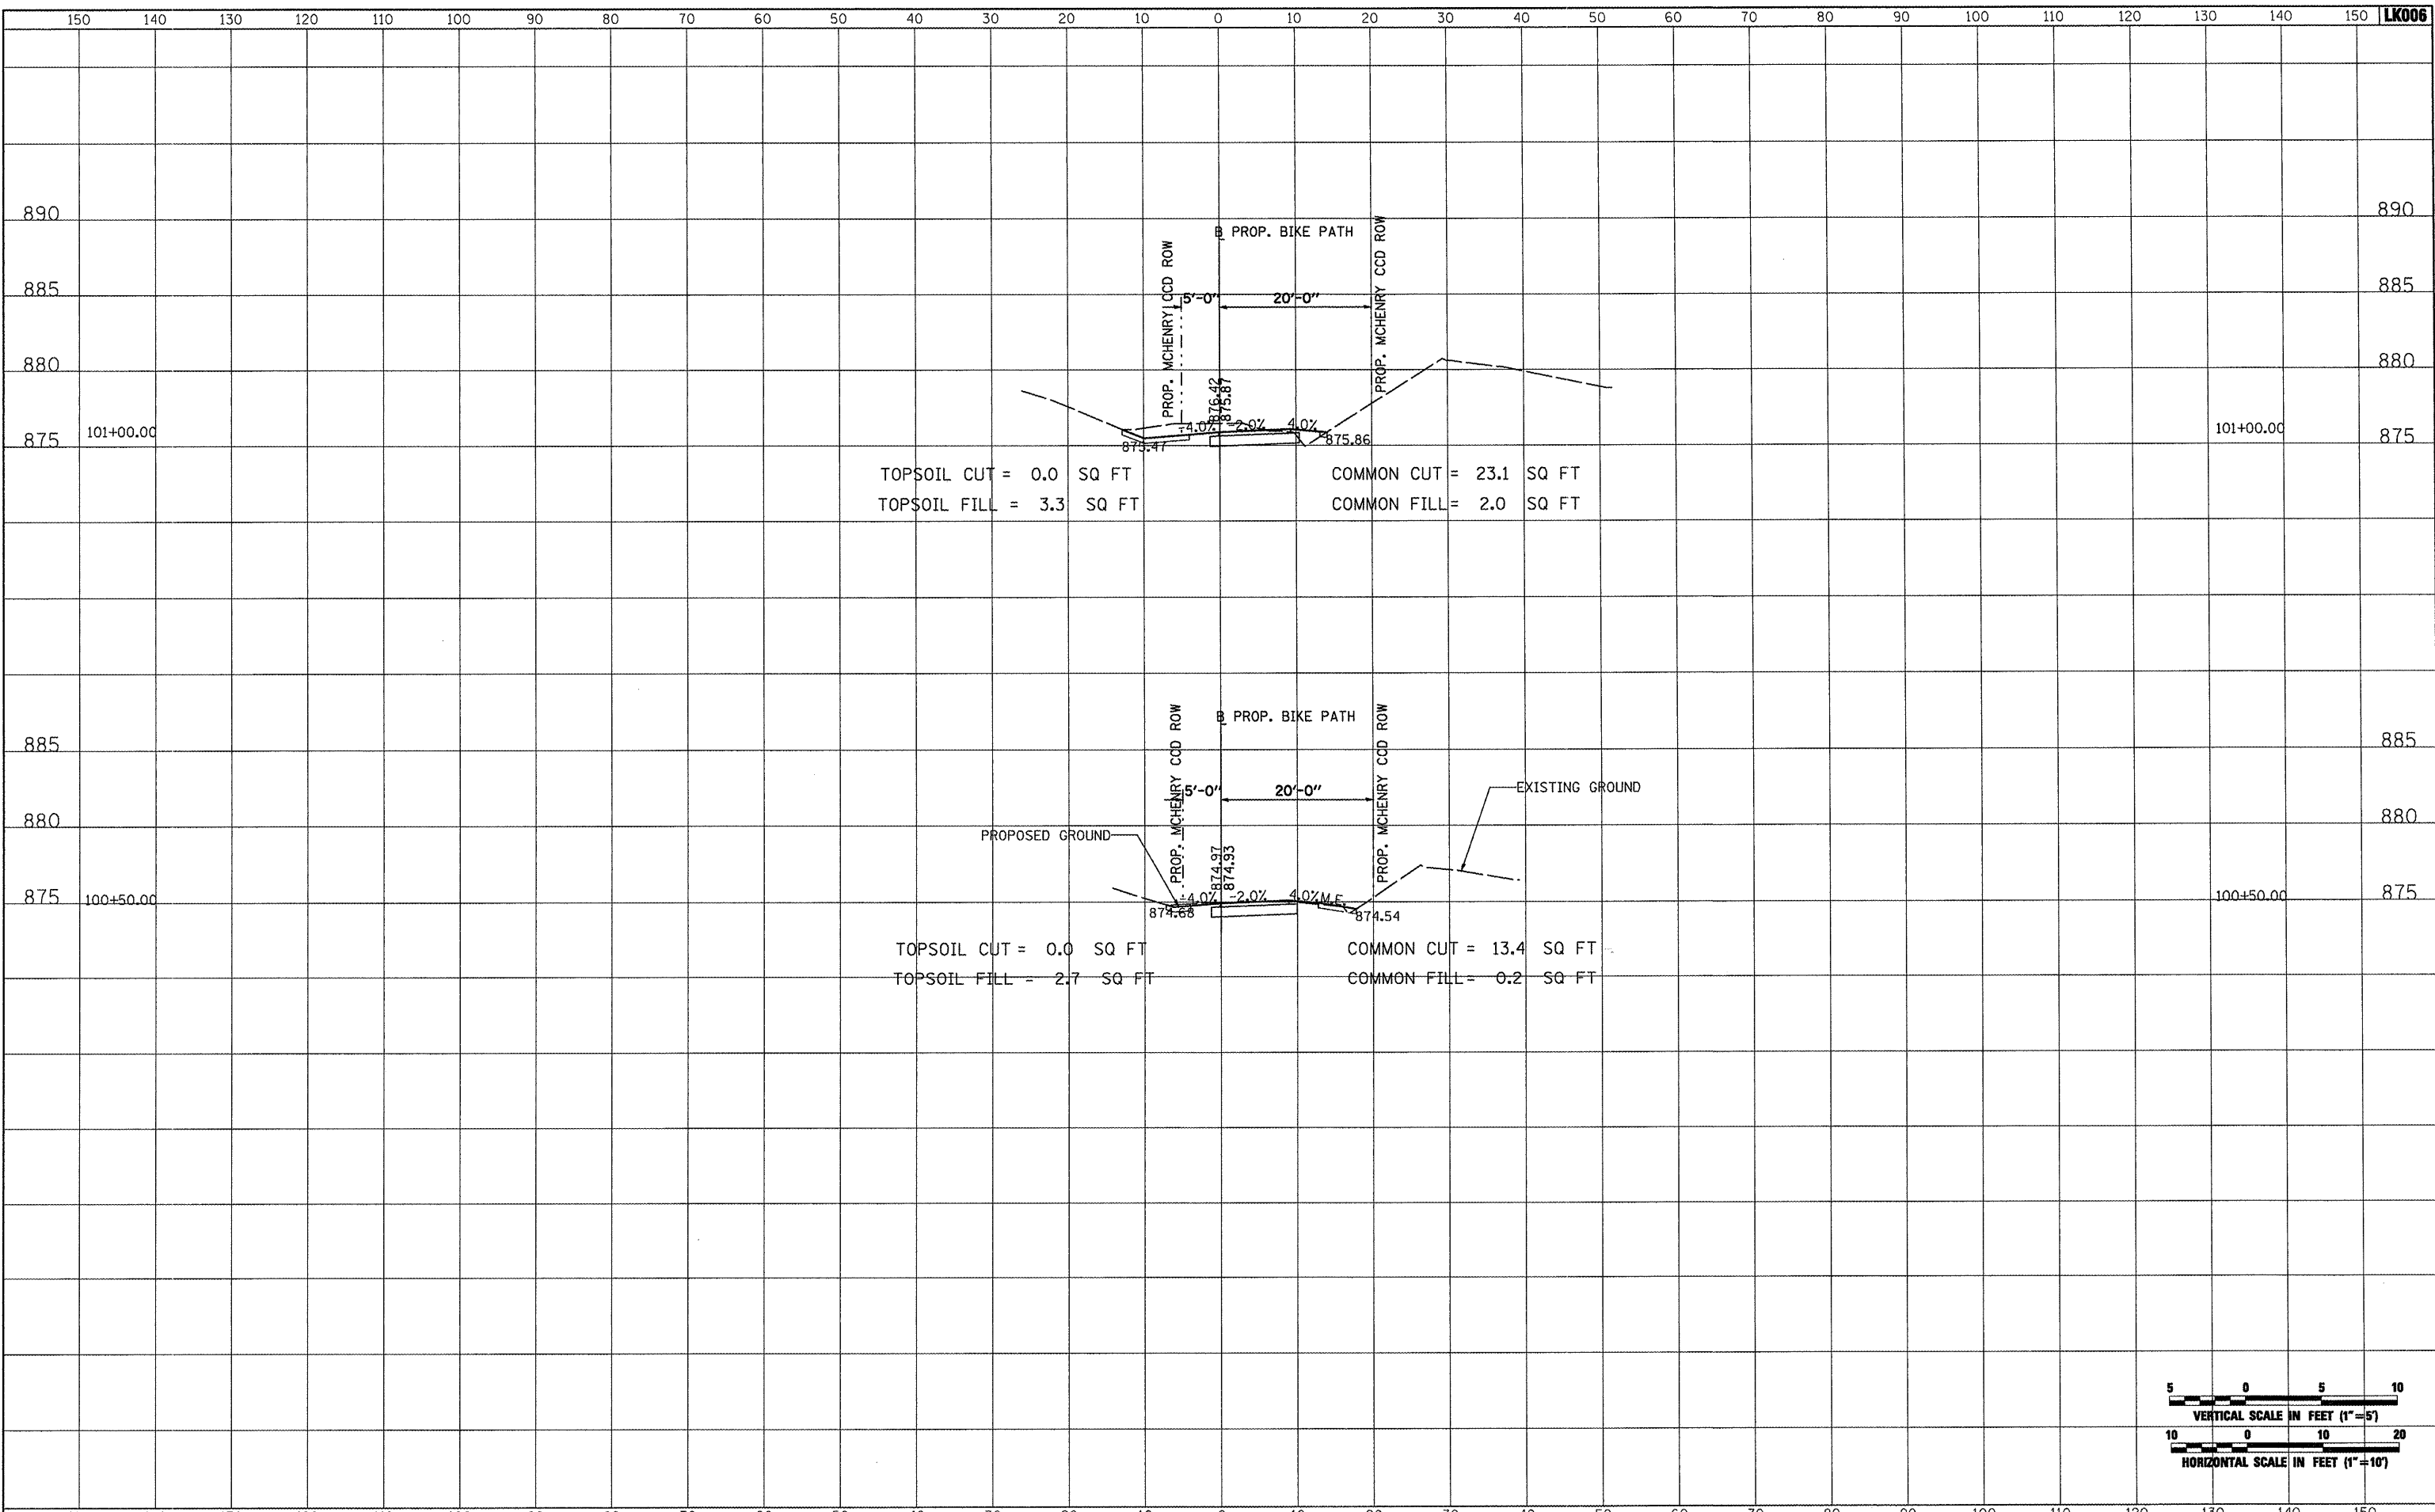 150 140 130 120 110 100 90 80 70 60 50 40 30 20 10 0 10 20 30 40 50 60 70 80 90 100 110 120 130 140 150 LK006
890 890
B PROP. BIKE PATH
PROP. MCHENRY CCD ROW
PROP. MCHENRY CCD ROW
885 5'-0" 20'-0" 885
880 880
876.42
875.87
-4.0% -2.0% 4.0%
875 101+00.00 101+00.00 875
875.47 875.86
TOPSOIL CUT = 0.0 SQ FT COMMON CUT = 23.1 SQ FT
TOPSOIL FILL = 3.3 SQ FT COMMON FILL= 2.0 SQ FT
B PROP. BIKE PATH
PROP. MCHENRY CCD ROW
PROP. MCHENRY CCD ROW
885 885
5'-0" 20'-0" EXISTING GROUND
880 880
PROPOSED GROUND
874.97
874.93
-4.0% -2.0% 4.0% M.E.
875 100+50.00 100+50.00 875
874.63 874.54
TOPSOIL CUT = 0.0 SQ FT COMMON CUT = 13.4 SQ FT
TOPSOIL FILL = 2.7 SQ FT COMMON FILL= 0.2 SQ FT
5 0 5 10
VERTICAL SCALE IN FEET (1"=5')
10 0 10 20
HORIZONTAL SCALE IN FEET (1"=10')